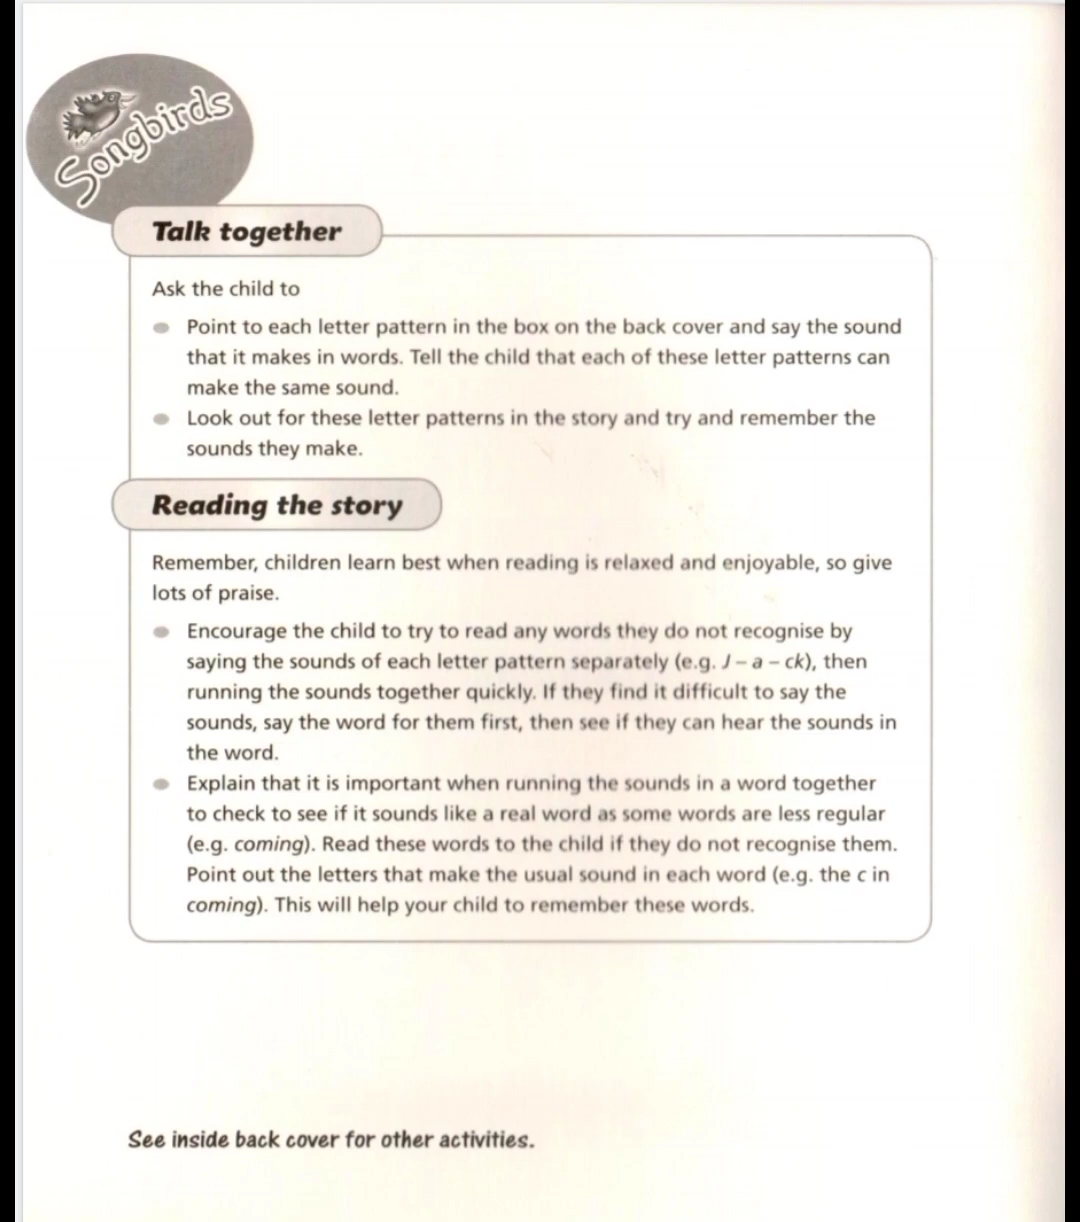 Songbirds
Talk together
Ask the child to
Point to each letter pattern in the box on the back cover and say the sound
that it makes in words. Tell the child that each of these letter patterns can
make the same sound.
Look out for these letter patterns in the story and try and remember the
sounds they make.
Reading the story
Remember, children learn best when reading is relaxed and enjoyable, so give
lots of praise.
Encourage the child to try to read any words they do not recognise by
saying the sounds of each letter pattern separately (e.g. J – a – ck), then
running the sounds together quickly. If they find it difficult to say the
sounds, say the word for them first, then see if they can hear the sounds in
the word.
Explain that it is important when running the sounds in a word together
to check to see if it sounds like a real word as some words are less regular
(e.g. coming). Read these words to the child if they do not recognise them.
Point out the letters that make the usual sound in each word (e.g. the c in
coming). This will help your child to remember these words.
See inside back cover for other activities.